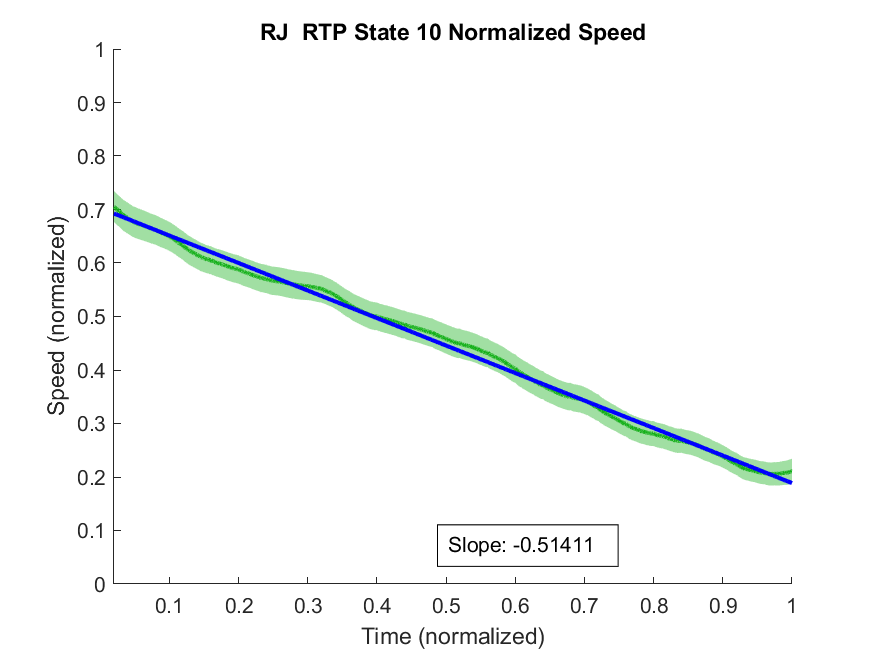 RJ  RTP State 10 Normalized Speed
1
0.9
0.8
0.7
0.6
0.5
0.4
0.3
0.2
0.1
0
Speed (normalized)
Slope: -0.51411
0.1 0.2 0.3 0.4 0.5 0.6 0.7 0.8 0.9 1
Time (normalized)